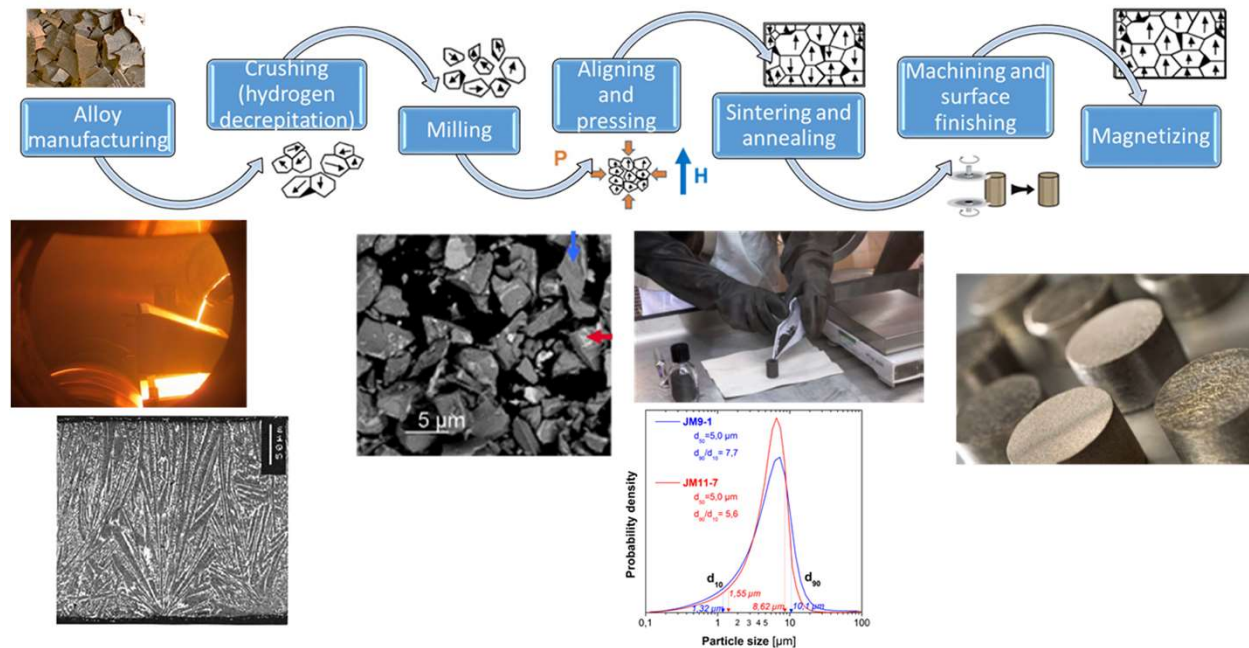 Alloy
manufacturing
Crushing
(hydrogen
decrepitation)
Milling
Aligning
and
pressing
P
H
Sintering and
annealing
Machining and
surface
finishing
Magnetizing
5 µm
50µm
JM9-1
d50=5,0 µm
d90/d10= 7,7
JM11-7
d50=5,0 µm
d90/d10= 5,6
Probability density
d10
d90
1,55 µm
1,32 µm
8,62 µm
10,1 µm
0,1
1
2
3
4
5
10
100
Particle size [µm]